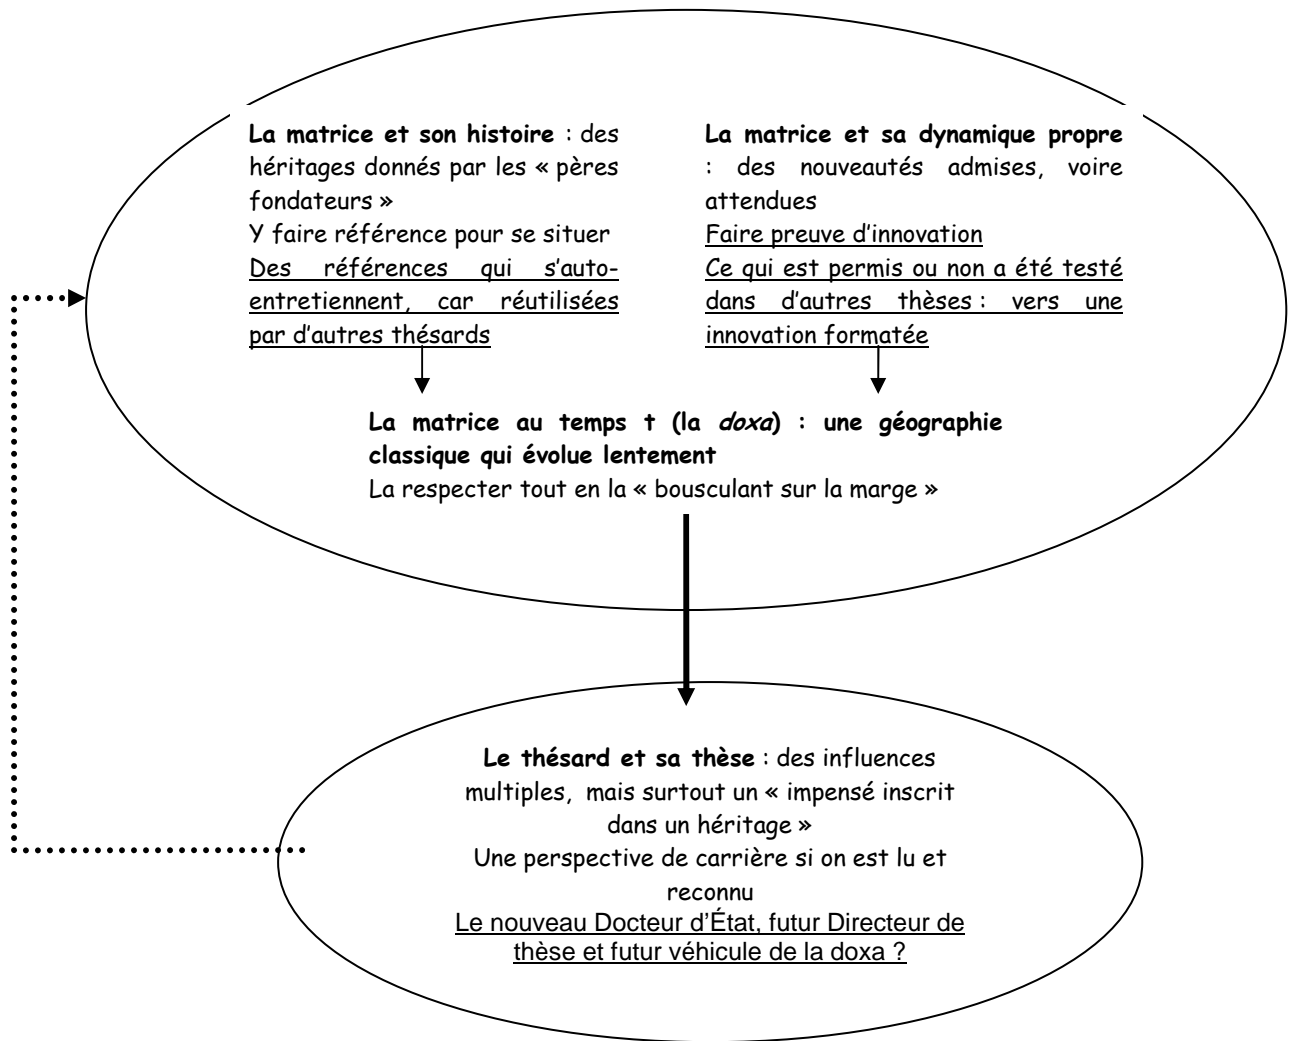 La matrice et son histoire : des
héritages donnés par les « pères
fondateurs »
Y faire référence pour se situer
Des références qui s'auto-
entretiennent, car réutilisées
par d'autres thésards
La matrice et sa dynamique propre
: des nouveautés admises, voire
attendues
Faire preuve d'innovation
Ce qui est permis ou non a été testé
dans d'autres thèses : vers une
innovation formatée
La matrice au temps t (la doxa) : une géographie
classique qui évolue lentement
La respecter tout en la « bousculant sur la marge »
Le thésard et sa thèse : des influences
multiples, mais surtout un « impensé inscrit
dans un héritage »
Une perspective de carrière si on est lu et
reconnu
Le nouveau Docteur d'État, futur Directeur de
thèse et futur véhicule de la doxa ?